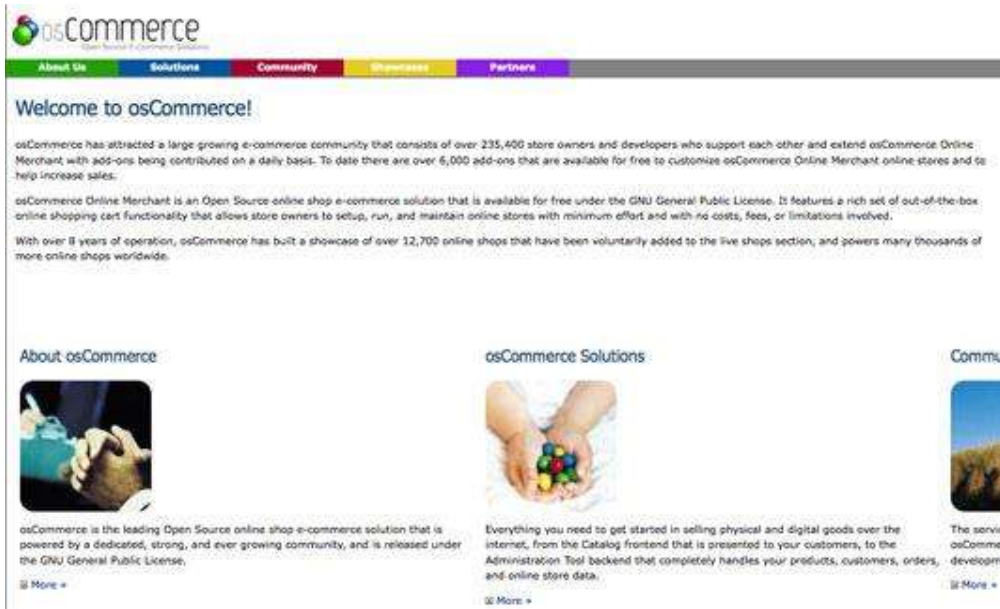 osCommerce
Open Source E-Commerce Solutions
About Us Solutions Community Showcases Partners
Welcome to osCommerce!
osCommerce has attracted a large growing e-commerce community that consists of over 235,400 store owners and developers who support each other and extend osCommerce Online
Merchant with add-ons being contributed on a daily basis. To date there are over 6,000 add-ons that are available for free to customize osCommerce Online Merchant online stores and to
help increase sales.
osCommerce Online Merchant is an Open Source online shop e-commerce solution that is available for free under the GNU General Public License. It features a rich set of out-of-the-box
online shopping cart functionality that allows store owners to setup, run, and maintain online stores with minimum effort and with no costs, fees, or limitations involved.
With over 8 years of operation, osCommerce has built a showcase of over 12,700 online shops that have been voluntarily added to the live shops section, and powers many thousands of
more online shops worldwide.
About osCommerce
osCommerce is the leading Open Source online shop e-commerce solution that is
powered by a dedicated, strong, and ever growing community, and is released under
the GNU General Public License.
More »
osCommerce Solutions
Everything you need to get started in selling physical and digital goods over the
internet, from the Catalog frontend that is presented to your customers, to the
Administration Tool backend that completely handles your products, customers, orders,
and online store data.
More »
Commu
The servic
osComme
developm
More »